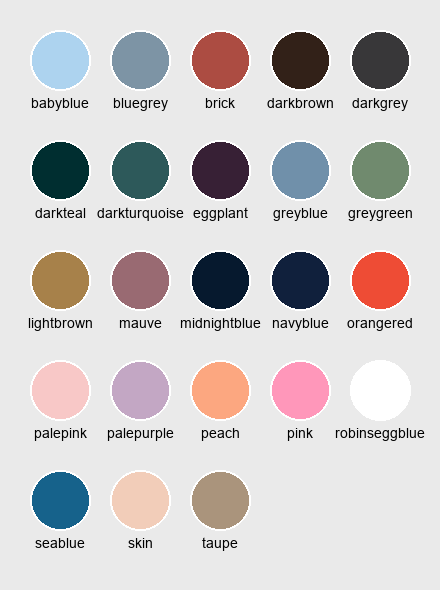 babyblue bluegrey brick darkbrown darkgrey
darkteal darkturquoise eggplant greyblue greygreen
lightbrown mauve midnightblue navyblue orangered
palepink palepurple peach pink robinseggblue
seablue skin taupe